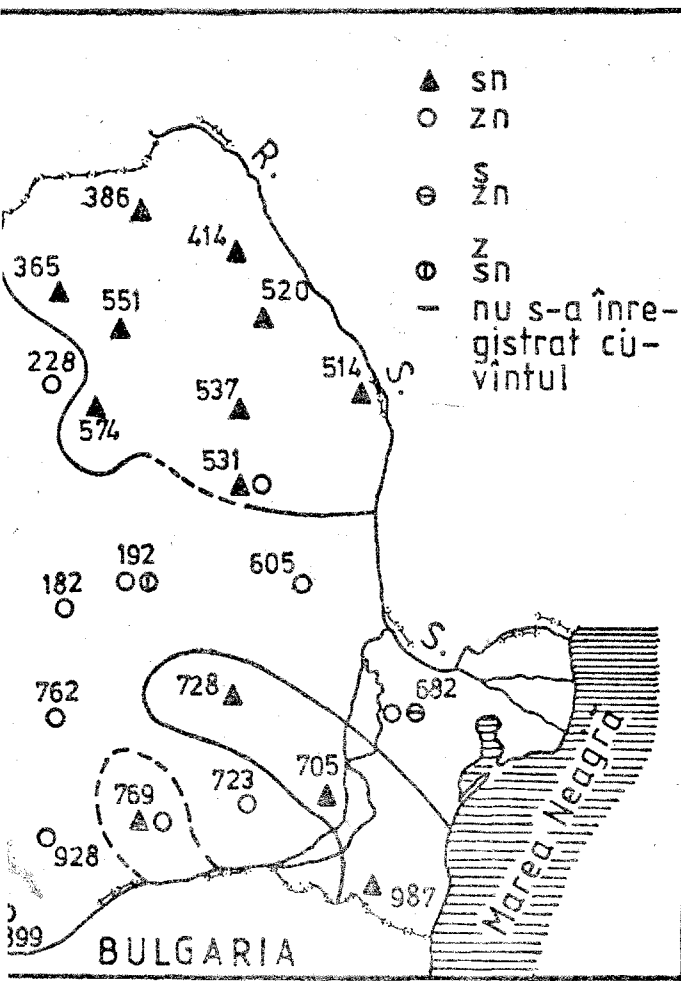 sn
zn
s
zn
z
sn
nu s-a înre-
gistrat cu-
vîntul
R.
386
414
365
551
520
228
514
S.
574
537
531
192
605
182
S.
762
728
682
705
723
769
928
987
899
Marea Neagră
BULGARIA